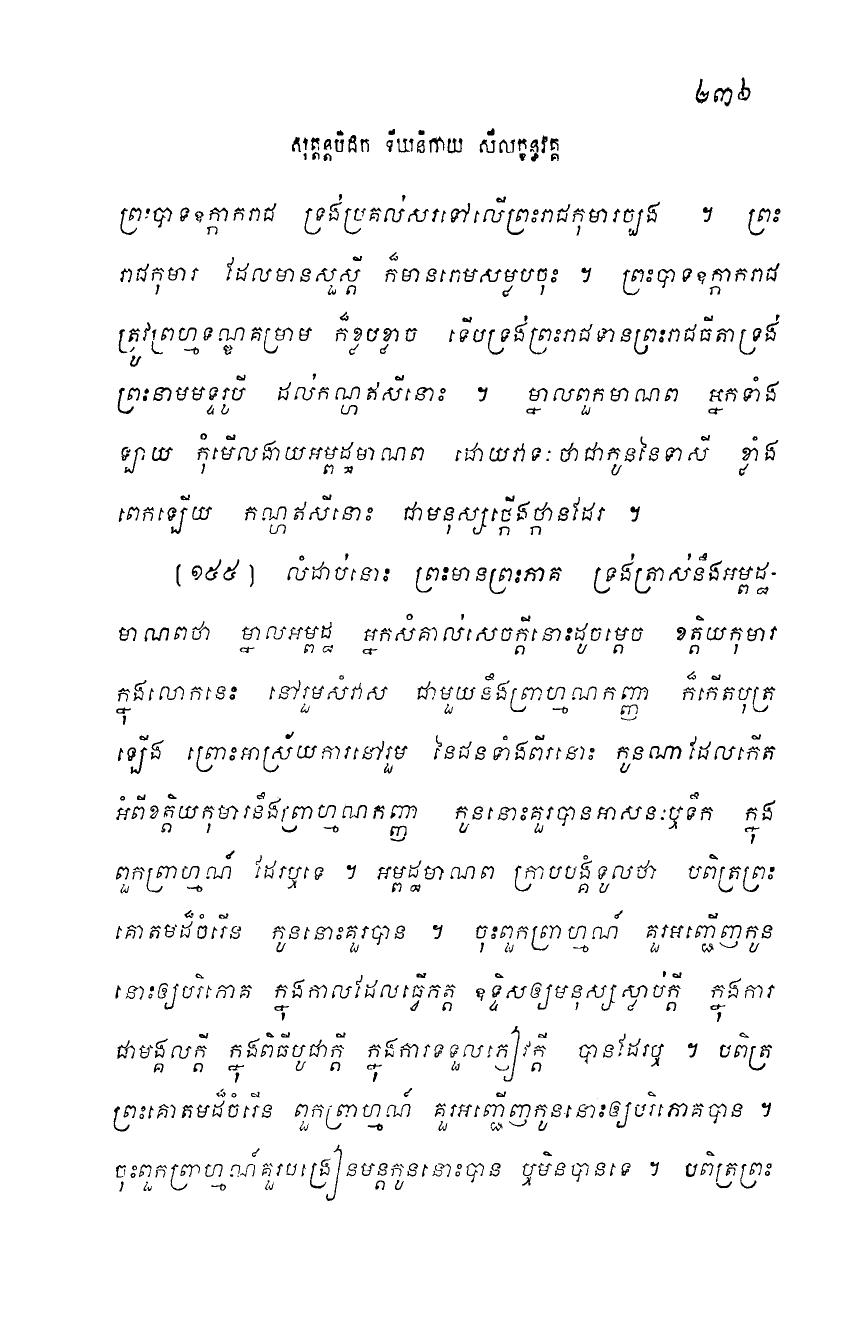 ២៣៦
សុត្តន្តបិដក ទីឃនិកាយ សីលក្ខន្ធវគ្គ
ព្រះបាទឧក្កាករាជ ទ្រង់ប្រគល់សរទៅលើព្រះរាជកុមារច្បង ។ ព្រះ
រាជកុមារ ដែលមានសួស្តី ក៏មានរោមសម្ងបចុះ ។ ព្រះបាទឧក្កាករាជ
ត្រូវព្រហ្មទណ្ឌគម្រាម ក៏ខ្លបខ្លាច ទើបទ្រង់ព្រះរាជទានព្រះរាជធីតាទ្រង់
ព្រះនាមមទ្ទរូបី ដល់កណ្ហឥសីនោះ ។ ម្នាលពួកមាណព អ្នកទាំង
ឡាយ កុំមើលងាយអម្ពដ្ឋមាណព ដោយវាទៈថាជាកូននៃទាសី ខ្លាំង
ពេកឡើយ កណ្ហឥសីនោះ ជាមនុស្សថ្កើងថ្កានដែរ ។
(១៥៥) លំដាប់នោះ ព្រះមានព្រះភាគ ទ្រង់ត្រាស់នឹងអម្ពដ្ឋ-
មាណពថា ម្នាលអម្ពដ្ឋ អ្នកសំគាល់សេចក្តីនោះដូចម្តេច ខត្តិយកុមារ
ក្នុងលោកនេះ នៅរួមសំវាស ជាមួយនឹងព្រាហ្មណកញ្ញា ក៏កើតបុត្រ
ឡើង ព្រោះអាស្រ័យការនៅរួម នៃជនទាំងពីរនោះ កូនណាដែលកើត
អំពីខត្តិយកុមារនឹងព្រាហ្មណកញ្ញា កូននោះគួរបានអាសនៈឬទឹក ក្នុង
ពួកព្រាហ្មណ៍ ដែរឬទេ ។ អម្ពដ្ឋមាណព ក្រាបបង្គំទូលថា បពិត្រព្រះ
គោតមដ៏ចំរើន កូននោះគួរបាន ។ ចុះពួកព្រាហ្មណ៍ គួរអញ្ជើញកូន
នោះឲ្យបរិភោគ ក្នុងកាលដែលធ្វើកត្ត ឧទ្ទិសឲ្យមនុស្សស្លាប់ក្តី ក្នុងការ
ជាមង្គលក្តី ក្នុងពិធីបូជាក្តី ក្នុងការទទួលភ្ញៀវក្តី បានដែរឬ ។ បពិត្រ
ព្រះគោតមដ៏ចំរើន ពួកព្រាហ្មណ៍ គួរអញ្ជើញកូននោះឲ្យបរិភោគបាន ។
ចុះពួកព្រាហ្មណ៍គួរបង្រៀនមន្តកូននោះបាន ឬមិនបានទេ ។ បពិត្រព្រះ